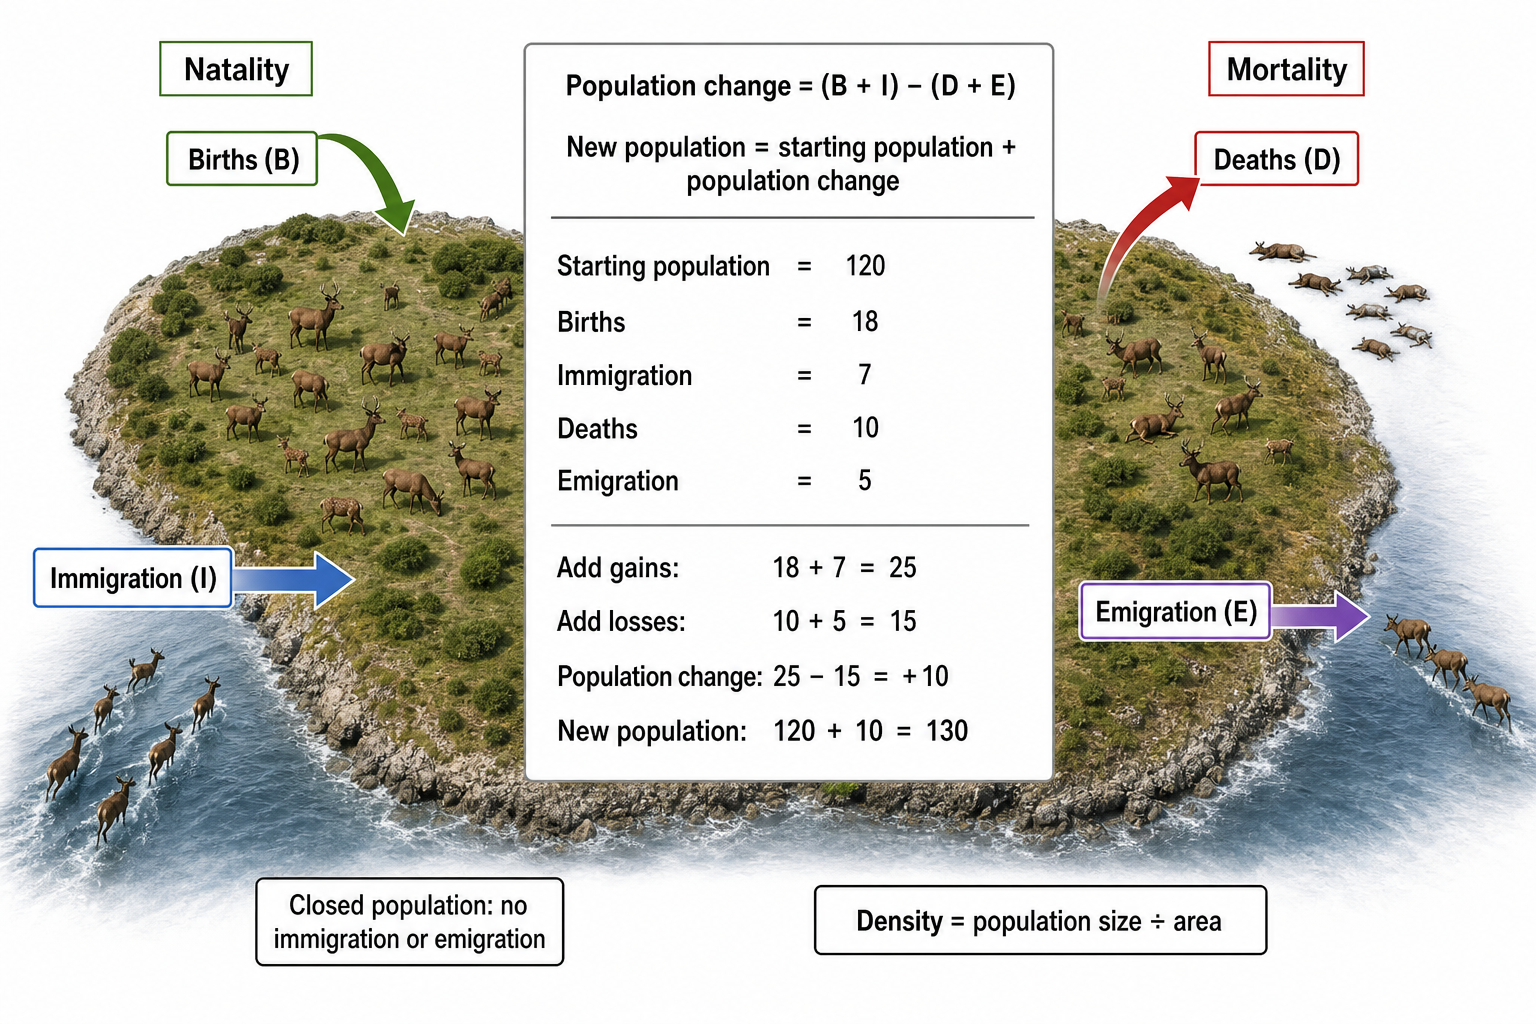 Natality
Births (B)
Population change = (B + I) − (D + E)
New population = starting population +
population change
Starting population = 120
Births = 18
Immigration = 7
Deaths = 10
Emigration = 5
Add gains: 18 + 7 = 25
Add losses: 10 + 5 = 15
Population change: 25 − 15 = +10
New population: 120 + 10 = 130
Mortality
Deaths (D)
Immigration (I)
Emigration (E)
Closed population: no
immigration or emigration
Density = population size ÷ area